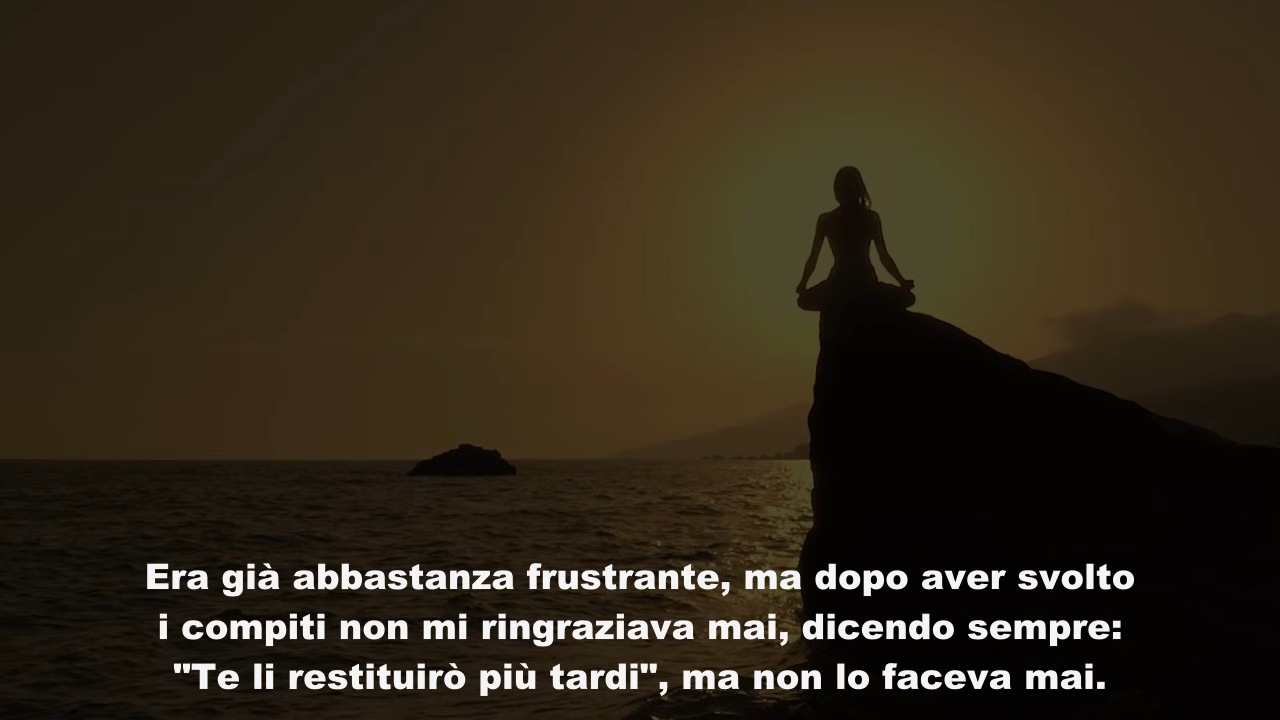 Era già abbastanza frustrante, ma dopo aver svolto
i compiti non mi ringraziava mai, dicendo sempre:
"Te li restituirò più tardi", ma non lo faceva mai.